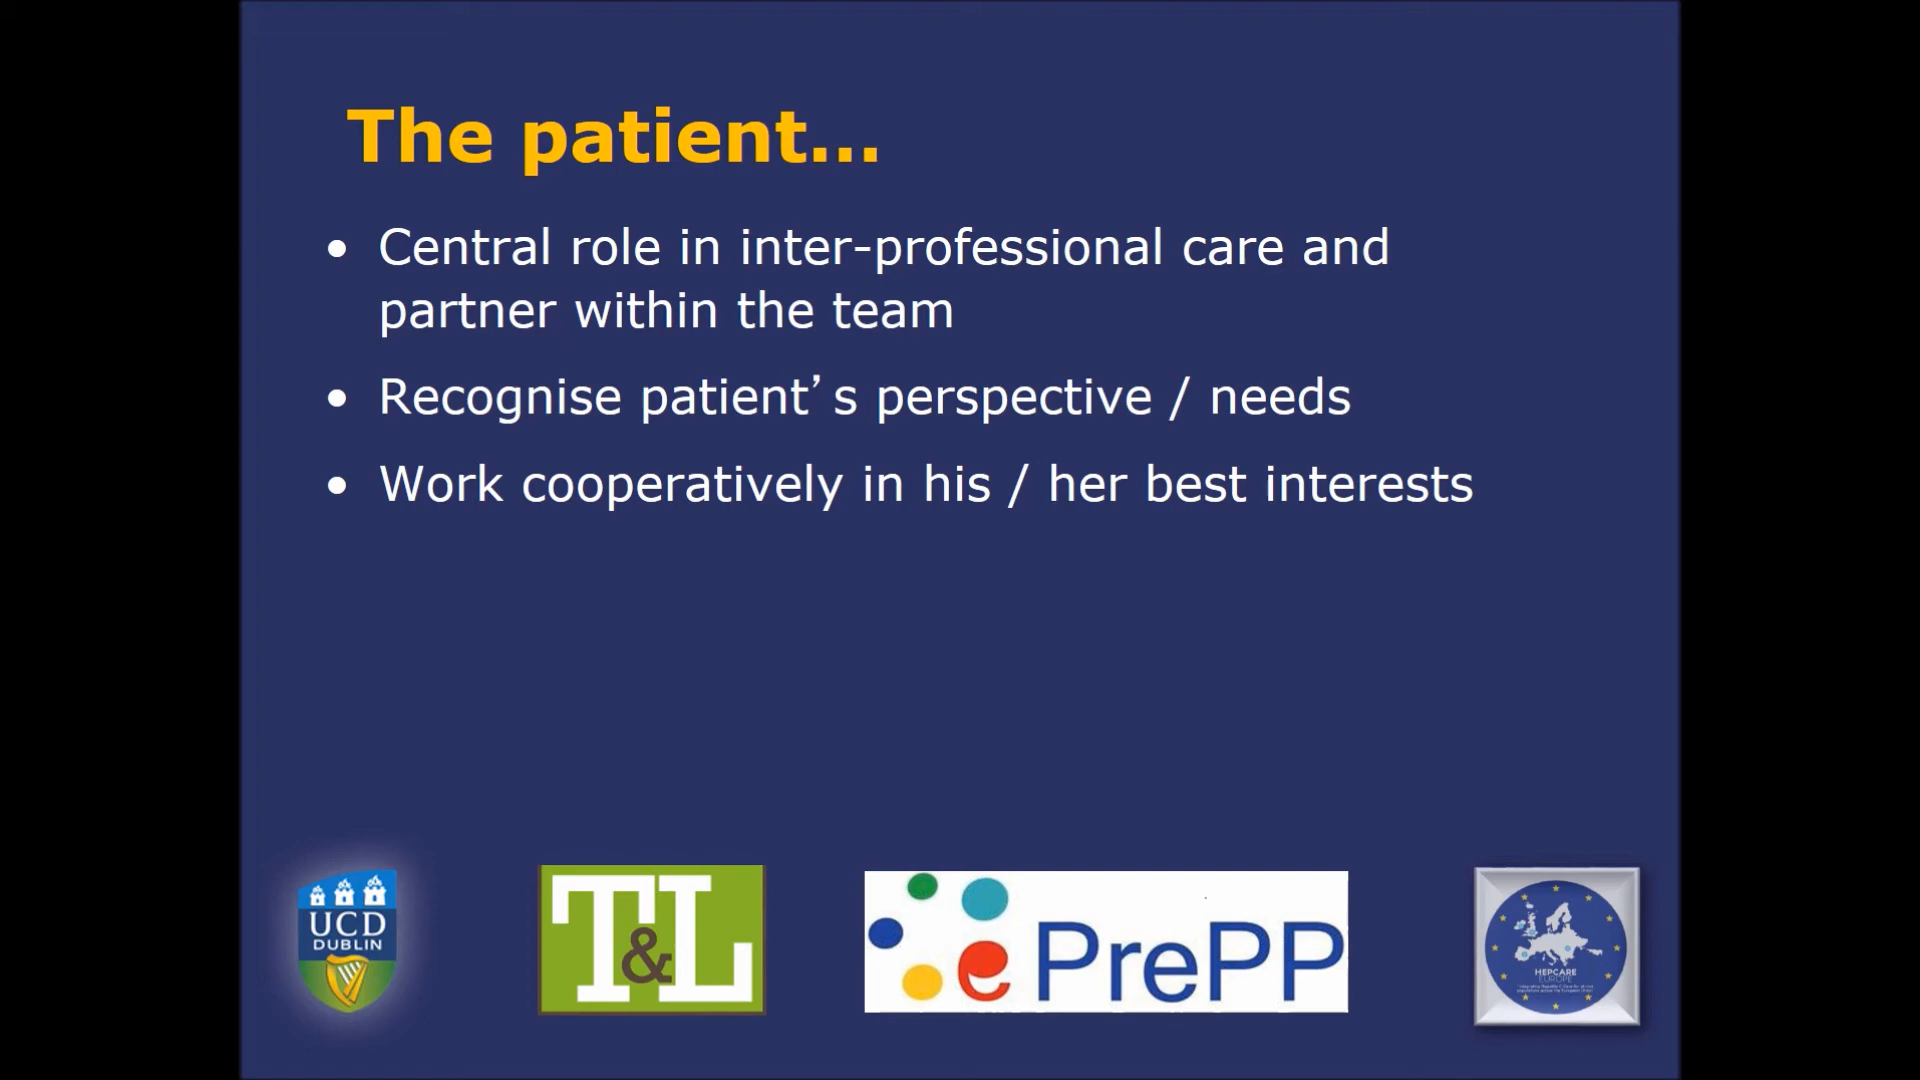 The patient...
• Central role in inter-professional care and
partner within the team
• Recognise patient’s perspective / needs
• Work cooperatively in his / her best interests
UCD
DUBLIN
T&L
e PrePP
HEPCARE
EUROPE